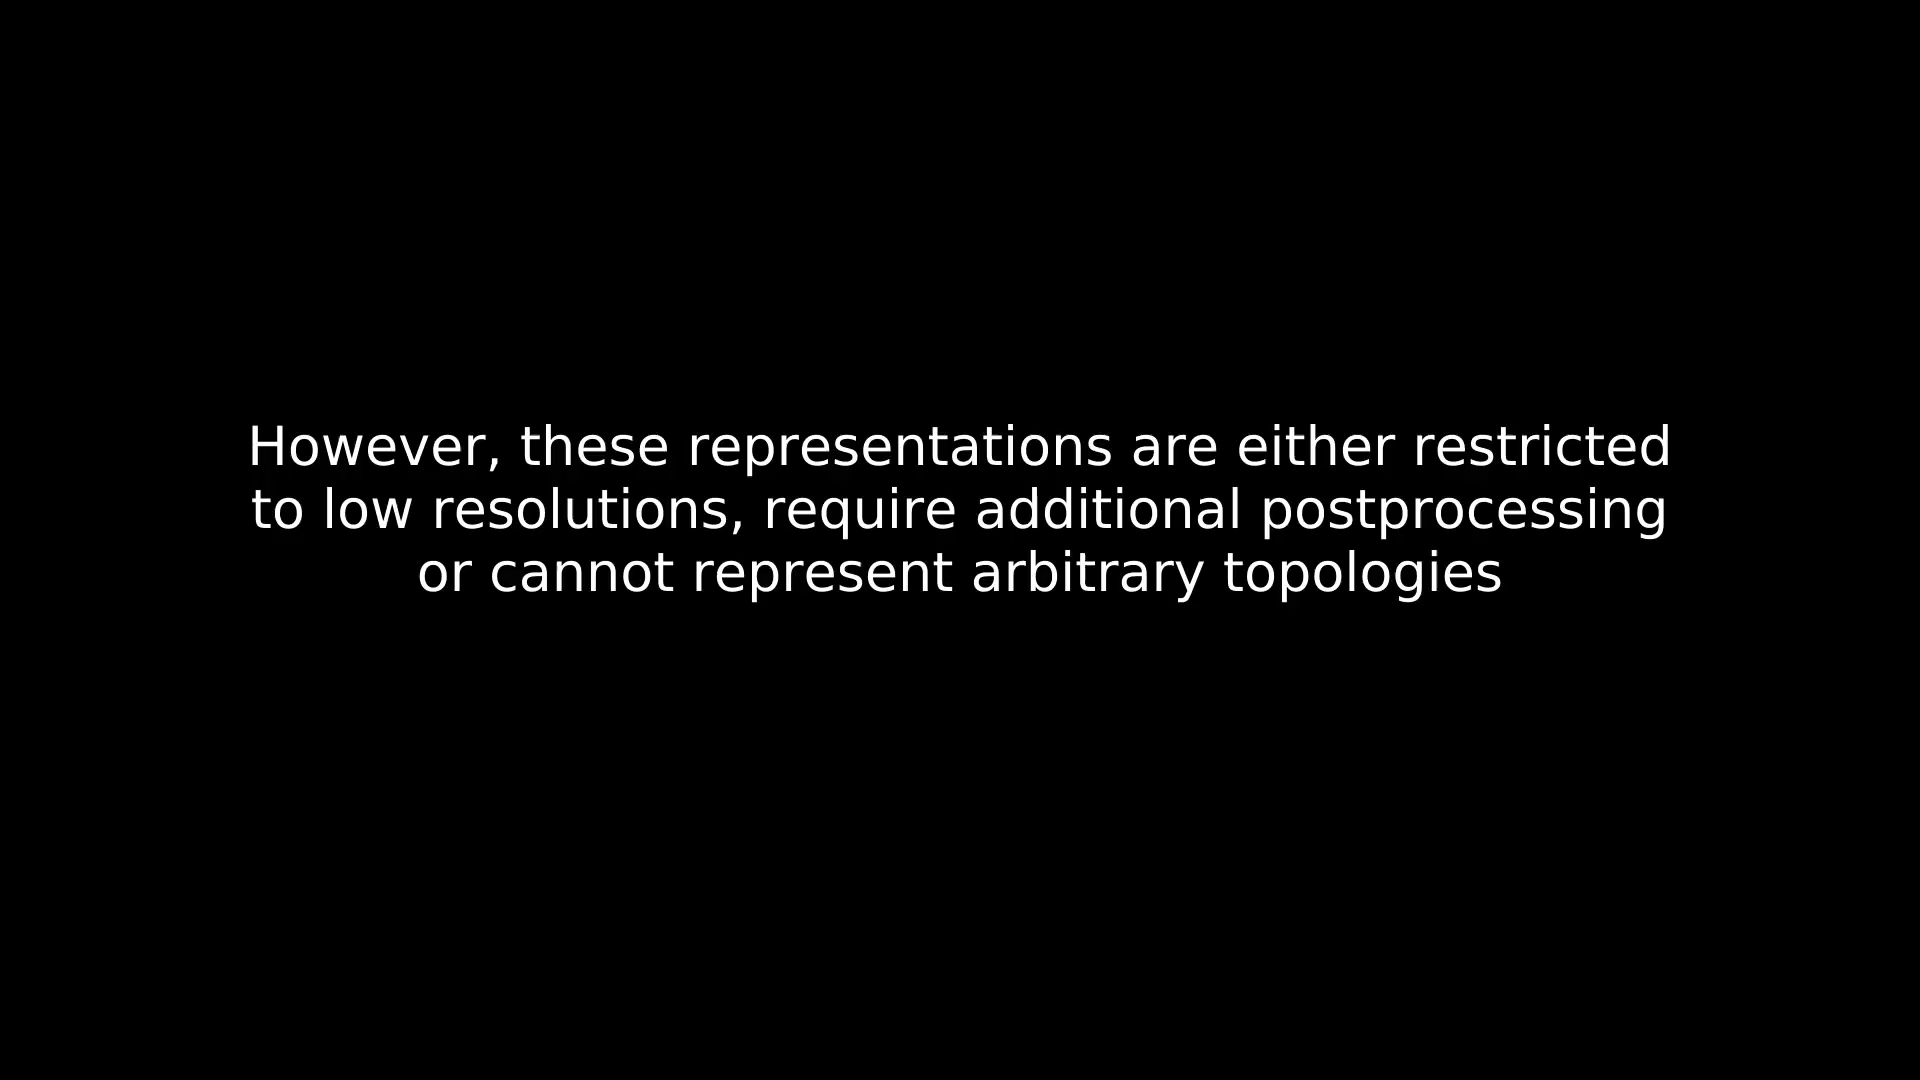 However, these representations are either restricted
to low resolutions, require additional postprocessing
or cannot represent arbitrary topologies